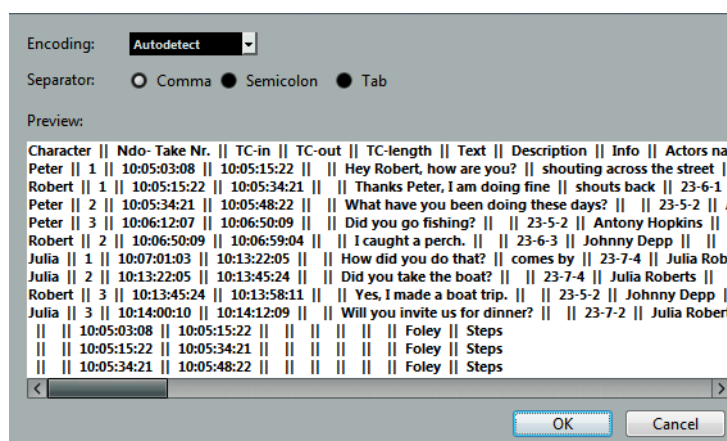 Encoding: Autodetect
Separator: Comma Semicolon Tab
Preview:
Character || Ndo- Take Nr. || TC-in || TC-out || TC-length || Text || Description || Info || Actors na
Peter || 1 || 10:05:03:08 || 10:05:15:22 || || Hey Robert, how are you? || shouting across the street ||
Robert || 1 || 10:05:15:22 || 10:05:34:21 || || Thanks Peter, I am doing fine || shouts back || 23-6-1
Peter || 2 || 10:05:34:21 || 10:05:48:22 || || What have you been doing these days? || || 23-5-2 ||
Peter || 3 || 10:06:12:07 || 10:06:50:09 || || Did you go fishing? || || 23-5-2 || Antony Hopkins ||
Robert || 2 || 10:06:50:09 || 10:06:59:04 || || I caught a perch. || || 23-6-3 || Johnny Depp || ||
Julia || 1 || 10:07:01:03 || 10:13:22:05 || || How did you do that? || comes by || 23-7-4 || Julia Rob
Julia || 2 || 10:13:22:05 || 10:13:45:24 || || Did you take the boat? || || 23-7-4 || Julia Roberts ||
Robert || 3 || 10:13:45:24 || 10:13:58:11 || || Yes, I made a boat trip. || || 23-5-2 || Johnny Depp ||
Julia || 3 || 10:14:00:10 || 10:14:12:09 || || Will you invite us for dinner? || || 23-7-2 || Julia Robert
|| || 10:05:03:08 || 10:05:15:22 || || || || || || Foley || Steps
|| || 10:05:15:22 || 10:05:34:21 || || || || || || Foley || Steps
|| || 10:05:34:21 || 10:05:48:22 || || || || || || Foley || Steps
OK Cancel